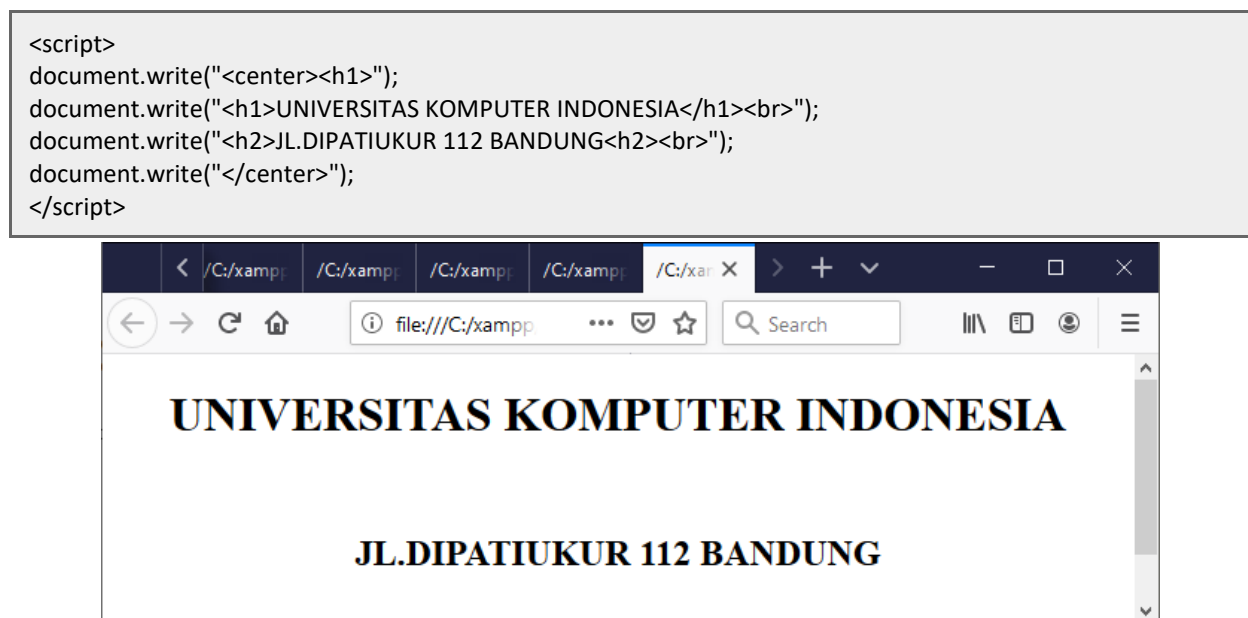 <script>
document.write("<center><h1>");
document.write("<h1>UNIVERSITAS KOMPUTER INDONESIA</h1><br>");
document.write("<h2>JL.DIPATIUKUR 112 BANDUNG<h2><br>");
document.write("</center>");
</script>
/C:/xampp /C:/xampp /C:/xampp /C:/xampp /C:/xar
file:///C:/xampp Search
UNIVERSITAS KOMPUTER INDONESIA
JL.DIPATIUKUR 112 BANDUNG